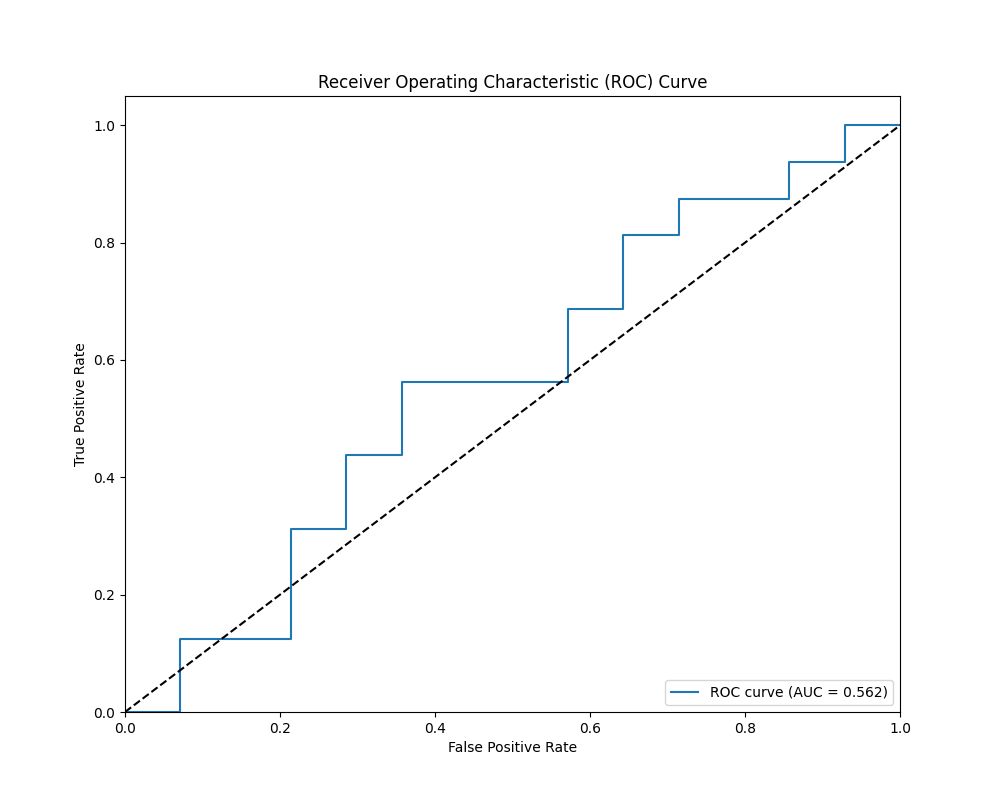 Receiver Operating Characteristic (ROC) Curve
1.0
0.8
0.6
0.4
0.2
0.0
True Positive Rate
ROC curve (AUC = 0.562)
0.0 0.2 0.4 0.6 0.8 1.0
False Positive Rate